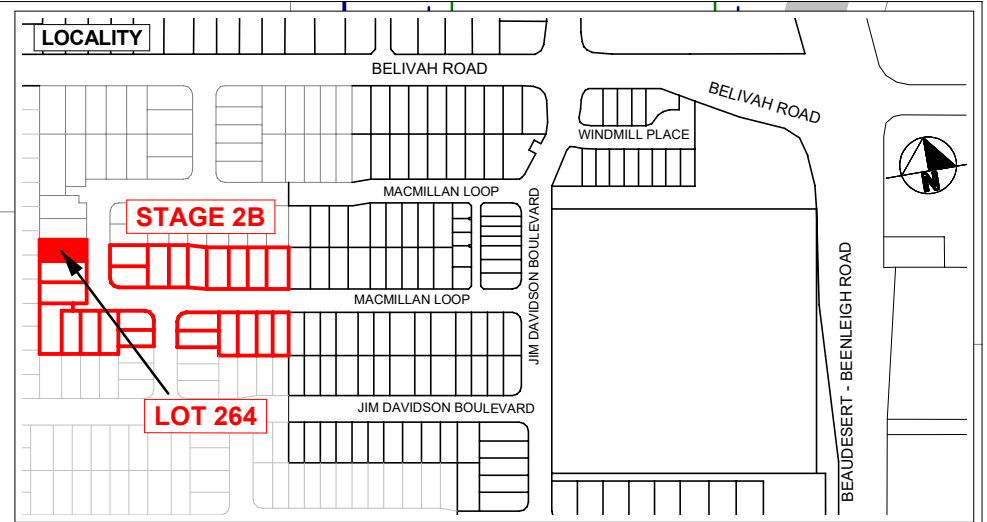 LOCALITY
BELIVAH ROAD
BELIVAH ROAD
WINDMILL PLACE
MACMILLAN LOOP
N
STAGE 2B
JIM DAVIDSON BOULEVARD
MACMILLAN LOOP
BEAUDESERT - BEENLEIGH ROAD
LOT 264
JIM DAVIDSON BOULEVARD